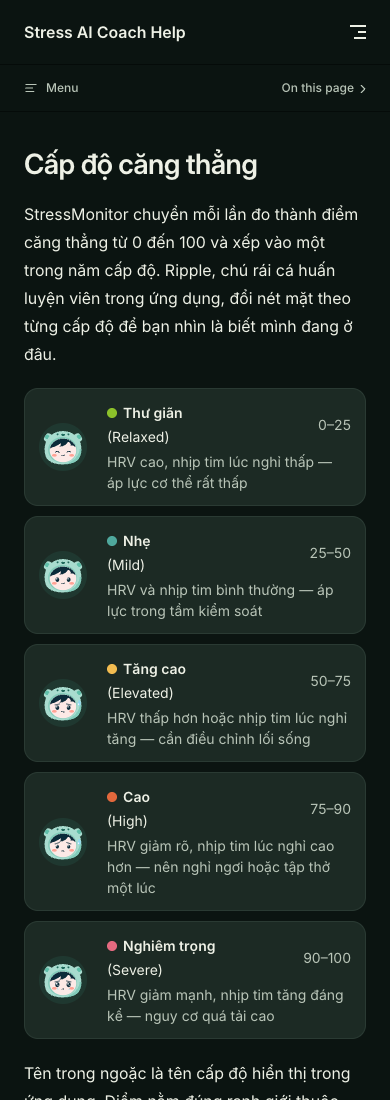 Stress AI Coach Help
Menu
On this page
Cấp độ căng thẳng
StressMonitor chuyển mỗi lần đo thành điểm
căng thẳng từ 0 đến 100 và xếp vào một
trong năm cấp độ. Ripple, chú rái cá huấn
luyện viên trong ứng dụng, đổi nét mặt theo
từng cấp độ để bạn nhìn là biết mình đang ở
đâu.
Thư giãn
(Relaxed)
0–25
HRV cao, nhịp tim lúc nghỉ thấp —
áp lực cơ thể rất thấp
Nhẹ
(Mild)
25–50
HRV và nhịp tim bình thường — áp
lực trong tầm kiểm soát
Tăng cao
(Elevated)
50–75
HRV thấp hơn hoặc nhịp tim lúc nghỉ
tăng — cần điều chỉnh lối sống
Cao
(High)
75–90
HRV giảm rõ, nhịp tim lúc nghỉ cao
hơn — nên nghỉ ngơi hoặc tập thở
một lúc
Nghiêm trọng
(Severe)
90–100
HRV giảm mạnh, nhịp tim tăng đáng
kể — nguy cơ quá tải cao
Tên trong ngoặc là tên cấp độ hiển thị trong
ứng dụng. Điểm nằm đúng ranh giới thuộc